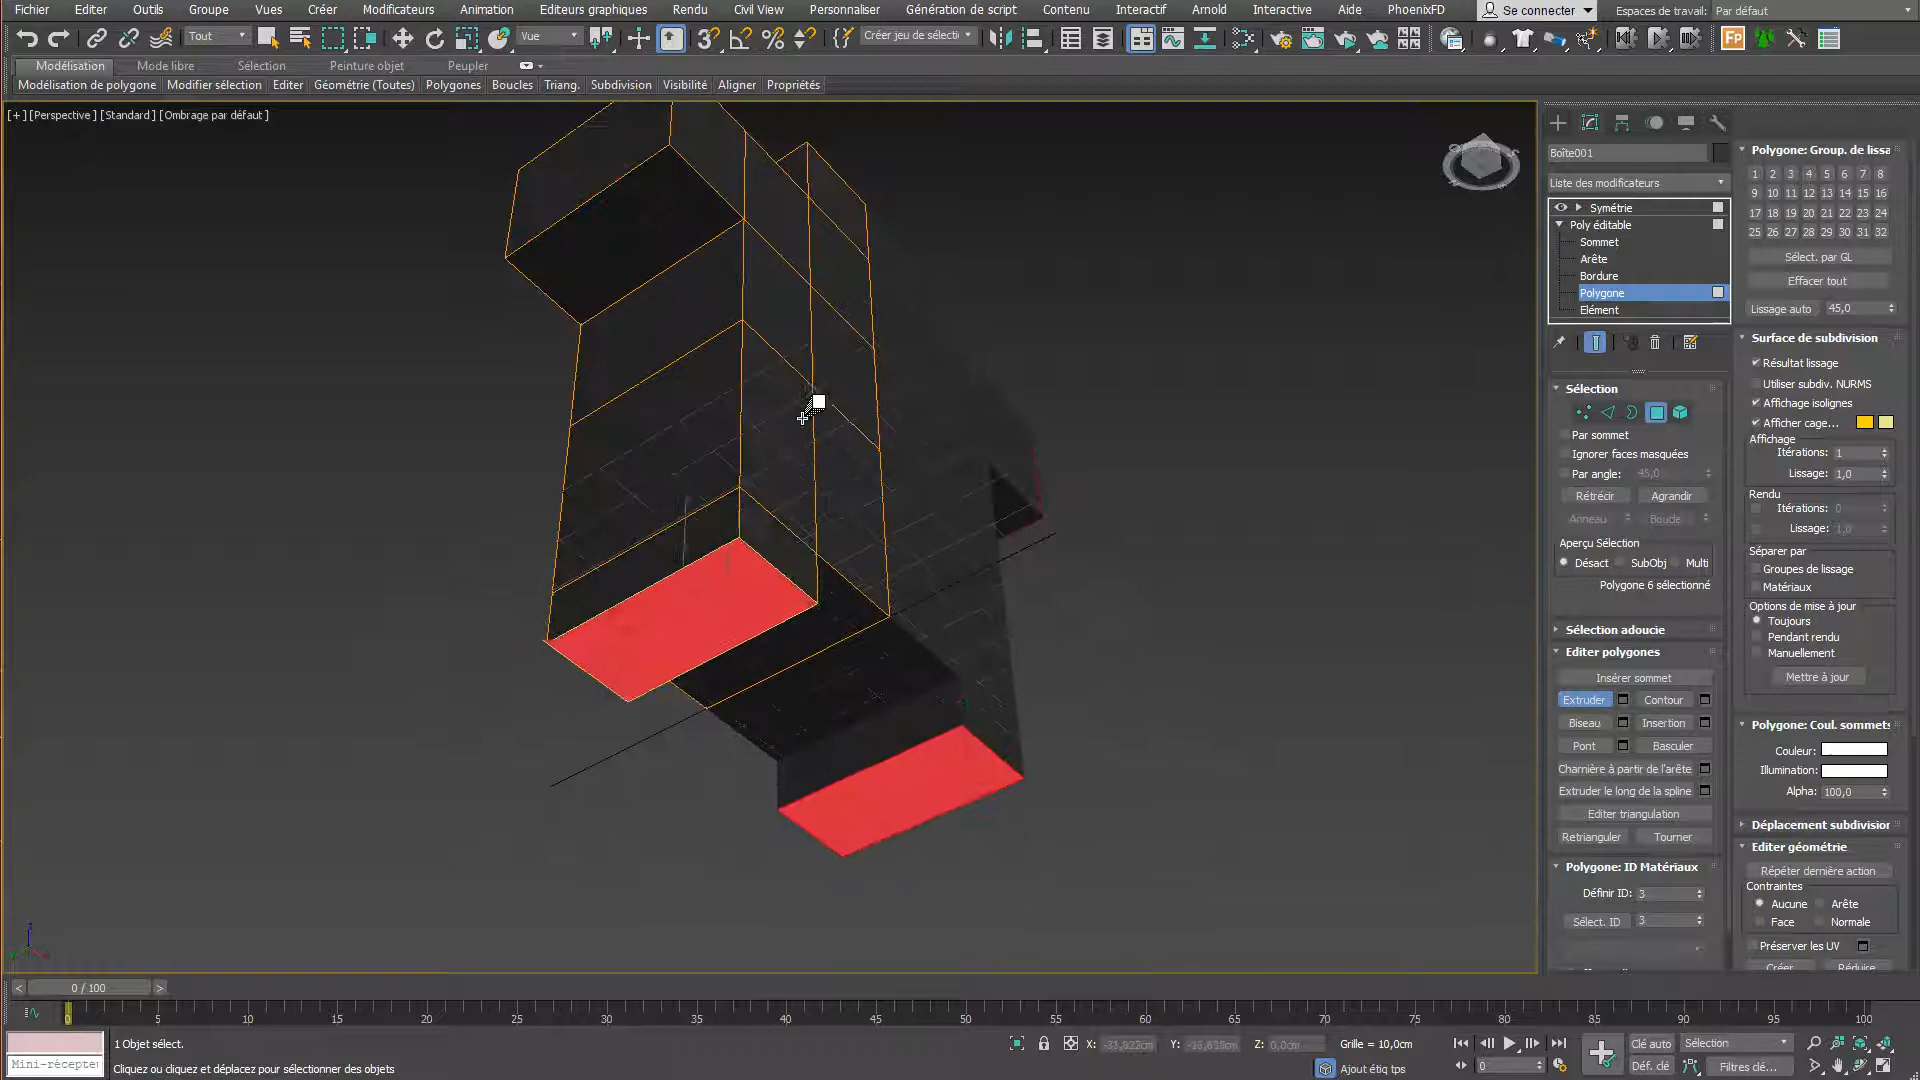 Fichier Editer Outils Groupe Vues Créer Modificateurs Animation Editeurs graphiques Rendu Civil View Personnaliser Génération de script Contenu Interactif Arnold Interactive Aide PhoenixFD Se connecter Espaces de travail: Par défaut
Tout Vue Créer jeu de sélecti
Modélisation Mode libre Sélection Peinture objet Peupler
Modélisation de polygone Modifier sélection Editer Géométrie (Toutes) Polygones Boucles Triang. Subdivision Visibilité Aligner Propriétés
[+] [Perspective] [Standard] [Ombrage par défaut]
Boîte001
Liste des modificateurs
Symétrie
Poly éditable
Sommet
Arête
Bordure
Polygone
Elément
Sélection
Par sommet
Ignorer faces masquées
Par angle: 45,0
Rétrécir Agrandir
Anneau Boucle
Aperçu Sélection
Désact SubObj Multi
Polygone 6 sélectionné
Sélection adoucie
Editer polygones
Insérer sommet
Extruder Contour
Biseau Insertion
Pont Basculer
Charnière à partir de l'arête
Extruder le long de la spline
Editer triangulation
Retrianguler Tourner
Polygone: ID Matériaux
Définir ID: 3
Sélect. ID 3
Polygone: Group. de lissa
1 2 3 4 5 6 7 8
9 10 11 12 13 14 15 16
17 18 19 20 21 22 23 24
25 26 27 28 29 30 31 32
Sélect. par GL
Effacer tout
Lissage auto 45,0
Surface de subdivision
Résultat lissage
Utiliser subdiv. NURMS
Affichage isolignes
Afficher cage...
Affichage
Itérations: 1
Lissage: 1,0
Rendu
Itérations: 0
Lissage: 1,0
Séparer par
Groupes de lissage
Matériaux
Options de mise à jour
Toujours
Pendant rendu
Manuellement
Mettre à jour
Polygone: Coul. sommets
Couleur:
Illumination:
Alpha: 100,0
Déplacement subdivision
Editer géométrie
Répéter dernière action
Contraintes
Aucune Arête
Face Normale
Préserver les UV
Créer Réduire
< 0 / 100 >
0 5 10 15 20 25 30 35 40 45 50 55 60 65 70 75 80 85 90 95 100
1 Objet sélect. X: Y: Z: 0,0cm Grille = 10,0cm Clé auto Sélection
Mini-récepte Cliquez ou cliquez et déplacez pour sélectionner des objets Ajout étiq tps 0 Déf. clé Filtres clé...